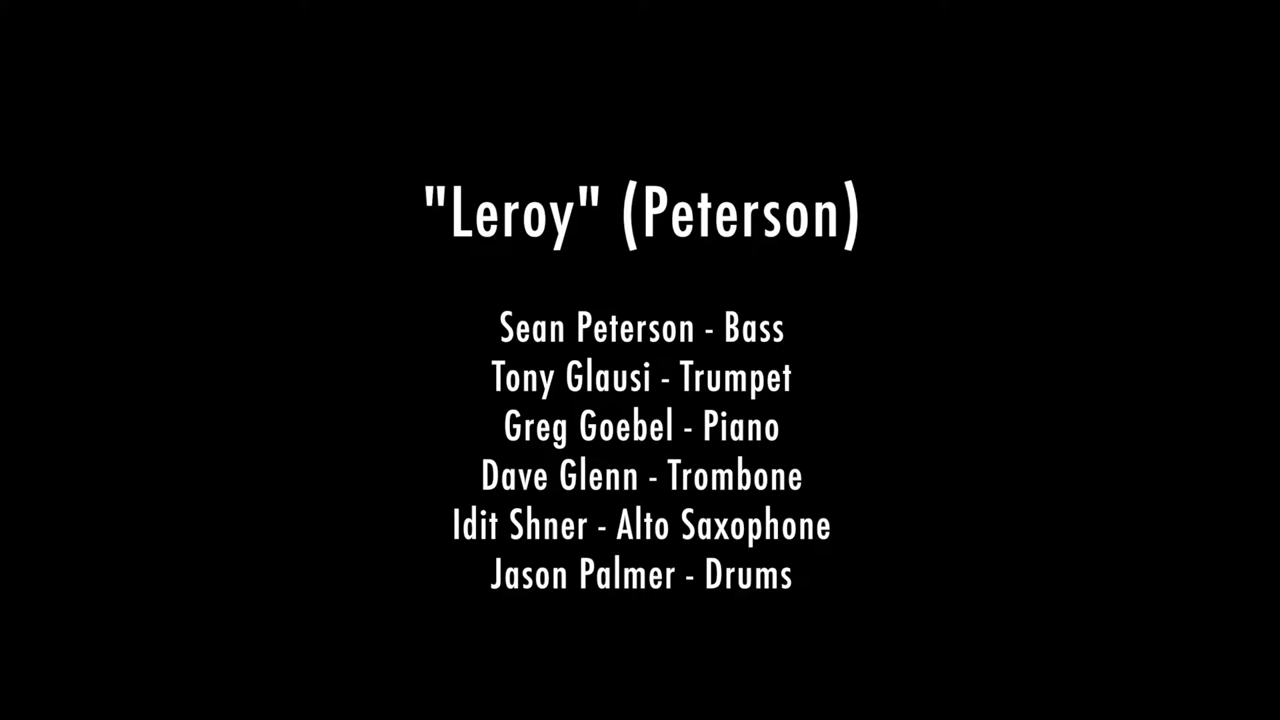 "Leroy" (Peterson)
Sean Peterson - Bass
Tony Glausi - Trumpet
Greg Goebel - Piano
Dave Glenn - Trombone
Idit Shner - Alto Saxophone
Jason Palmer - Drums